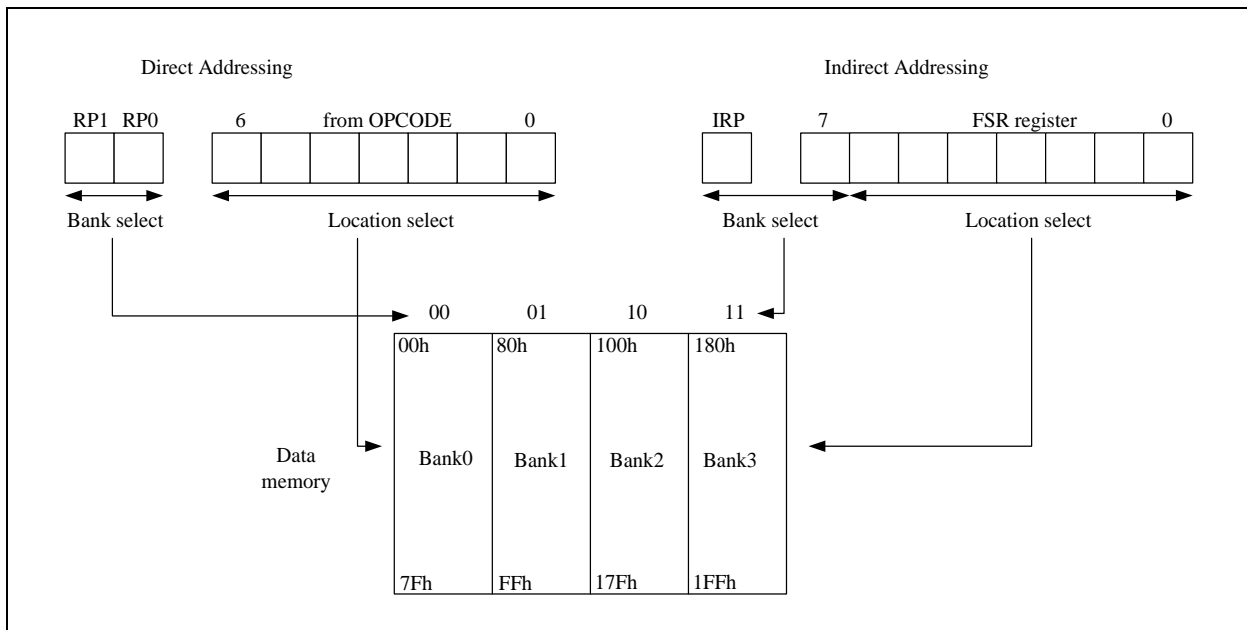 Direct Addressing
Indirect Addressing
RP1 RP0
6 from OPCODE 0
IRP
7 FSR register 0
Bank select
Location select
Bank select
Location select
00 01 10 11
00h 80h 100h 180h
Data
memory
Bank0 Bank1 Bank2 Bank3
7Fh FFh 17Fh 1FFh